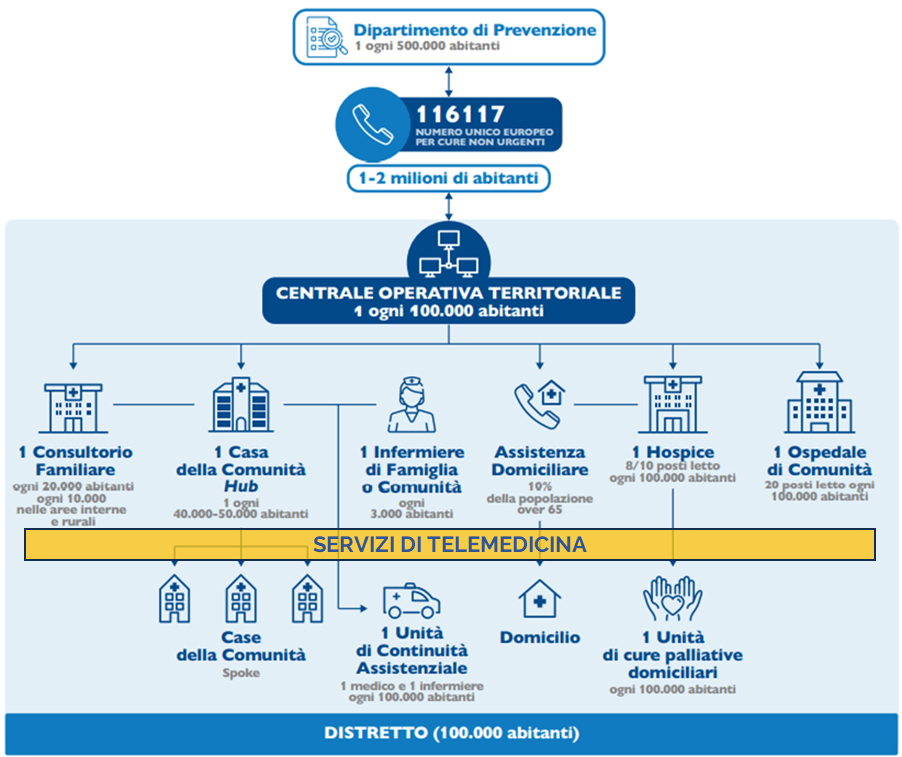 Dipartimento di Prevenzione
1 ogni 500.000 abitanti
116117
NUMERO UNICO EUROPEO
PER CURE NON URGENTI
1-2 milioni di abitanti
CENTRALE OPERATIVA TERRITORIALE
1 ogni 100.000 abitanti
1 Consultorio
Familiare
ogni 20.000 abitanti
ogni 10.000
nelle aree interne
e rurali
1 Casa
della Comunità
Hub
1 ogni
40.000-50.000 abitanti
1 Infermiere
di Famiglia
o Comunità
ogni
3.000 abitanti
Assistenza
Domiciliare
10%
della popolazione
over 65
1 Hospice
8/10 posti letto
ogni 100.000 abitanti
1 Ospedale
di Comunità
20 posti letto ogni
100.000 abitanti
SERVIZI DI TELEMEDICINA
Case
della Comunità
Spoke
1 Unità
di Continuità
Assistenziale
1 medico e 1 infermiere
ogni 100.000 abitanti
Domicilio
1 Unità
di cure palliative
domiciliari
ogni 100.000 abitanti
DISTRETTO (100.000 abitanti)